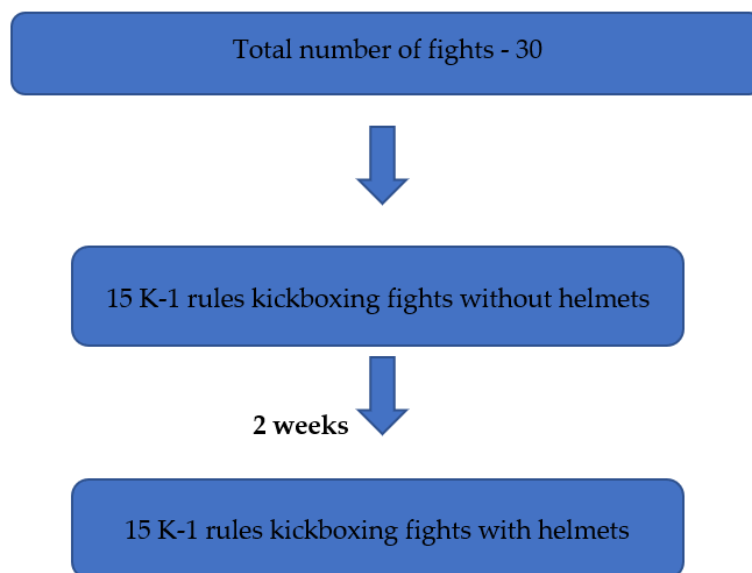 Total number of fights - 30
15 K-1 rules kickboxing fights without helmets
2 weeks
15 K-1 rules kickboxing fights with helmets